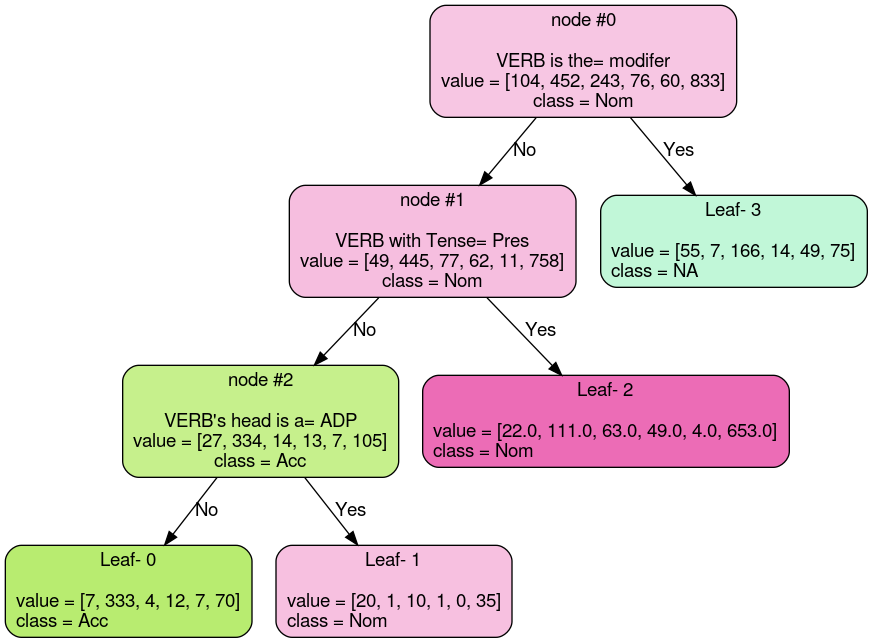 node #0
VERB is the= modifer
value = [104, 452, 243, 76, 60, 833]
class = Nom
No
Yes
node #1
VERB with Tense= Pres
value = [49, 445, 77, 62, 11, 758]
class = Nom
Leaf- 3
value = [55, 7, 166, 14, 49, 75]
class = NA
No
Yes
node #2
VERB's head is a= ADP
value = [27, 334, 14, 13, 7, 105]
class = Acc
Leaf- 2
value = [22.0, 111.0, 63.0, 49.0, 4.0, 653.0]
class = Nom
No
Yes
Leaf- 0
value = [7, 333, 4, 12, 7, 70]
class = Acc
Leaf- 1
value = [20, 1, 10, 1, 0, 35]
class = Nom